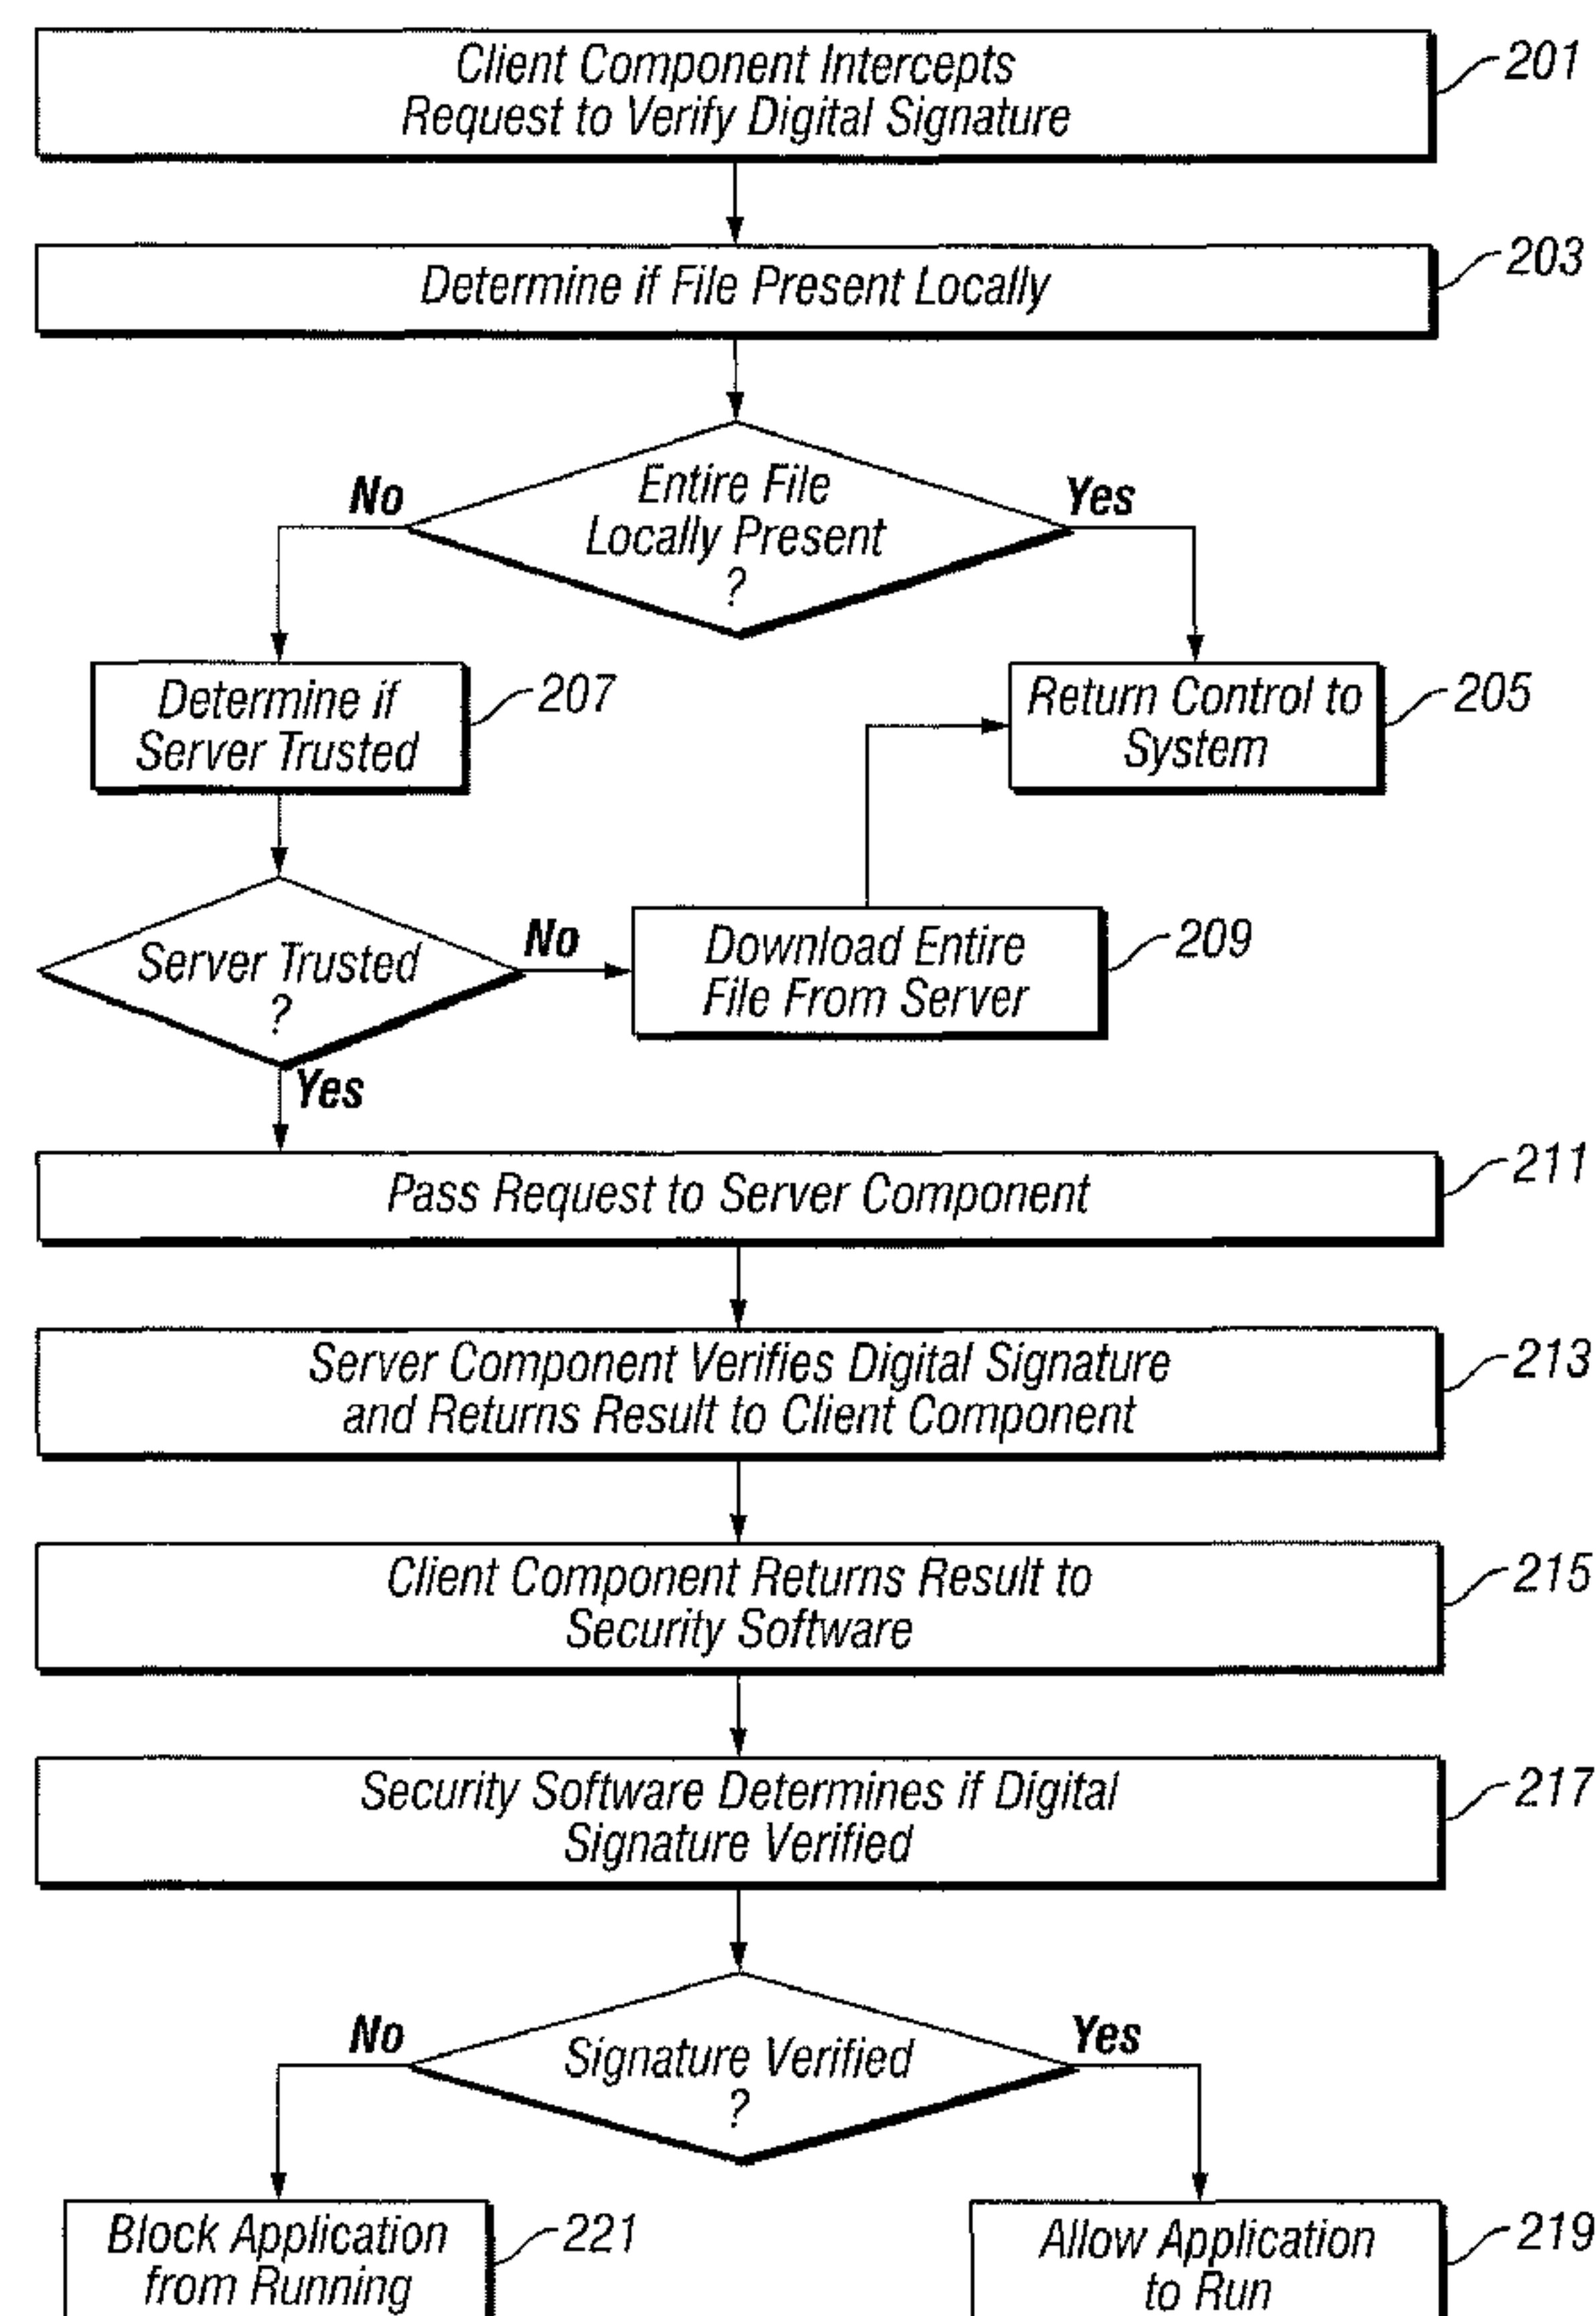 Client Component Intercepts
Request to Verify Digital Signature
201
Determine if File Present Locally
203
Entire File
Locally Present
?
No
Yes
Determine if
Server Trusted
207
Return Control to
System
205
Server Trusted
?
No
Yes
Download Entire
File From Server
209
Pass Request to Server Component
211
Server Component Verifies Digital Signature
and Returns Result to Client Component
213
Client Component Returns Result to
Security Software
215
Security Software Determines if Digital
Signature Verified
217
Signature Verified
?
No
Yes
Block Application
from Running
221
Allow Application
to Run
219